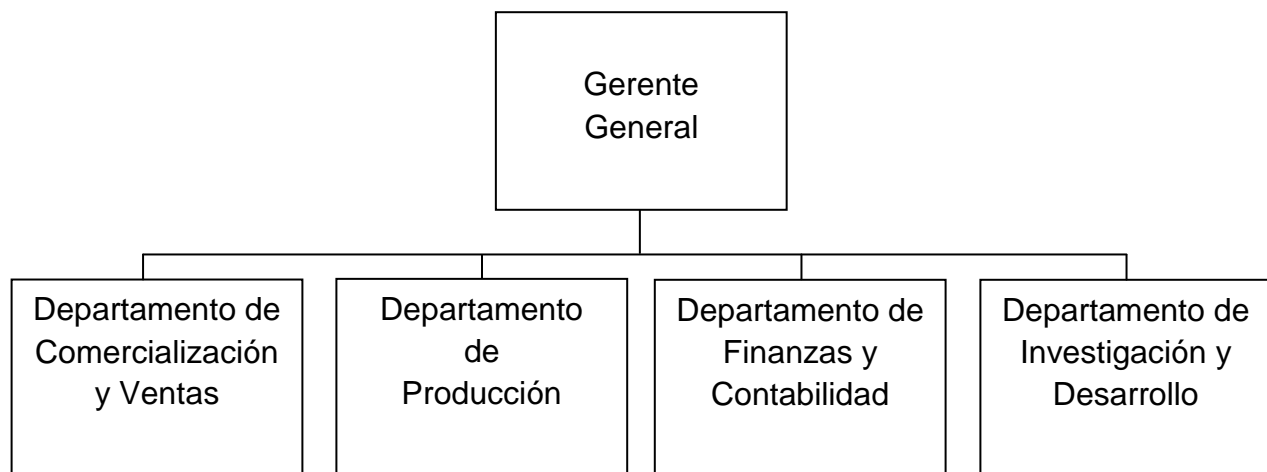 Gerente
General
Departamento de
Comercialización
y Ventas
Departamento
de
Producción
Departamento de
Finanzas y
Contabilidad
Departamento de
Investigación y
Desarrollo